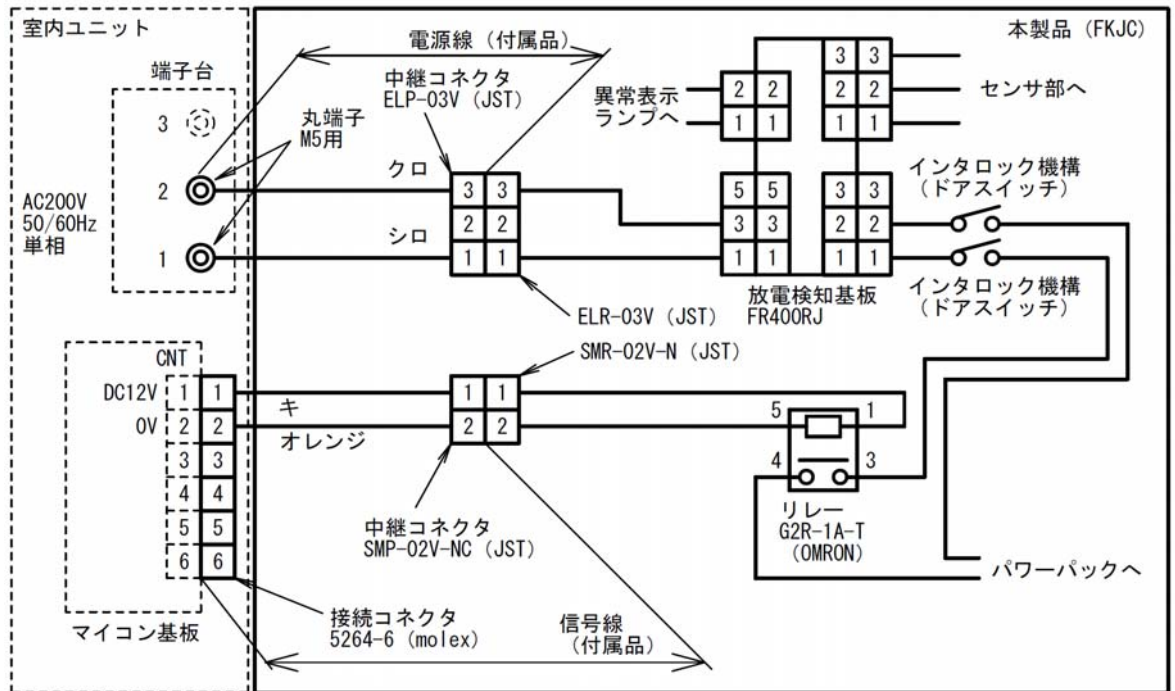 室内ユニット
本製品（FKJC）
電源線（付属品）
端子台
中継コネクタ
ELP-03V（JST）
丸端子
M5用
異常表示
ランプへ
センサ部へ
3
2
1
AC200V
50/60Hz
単相
クロ
シロ
3 3
2 2
1 1
2 2
1 1
3 3
2 2
1 1
5 5
3 3
1 1
3 3
2 2
1 1
インタロック機構
（ドアスイッチ）
インタロック機構
（ドアスイッチ）
放電検知基板
FR400RJ
ELR-03V（JST）
SMR-02V-N（JST）
CNT
DC12V 1 1
0V 2 2
3 3
4 4
5 5
6 6
キ
オレンジ
1 1
2 2
5 1
4 3
リレー
G2R-1A-T
（OMRON）
中継コネクタ
SMP-02V-NC（JST）
パワーパックへ
マイコン基板
接続コネクタ
5264-6（molex）
信号線
（付属品）